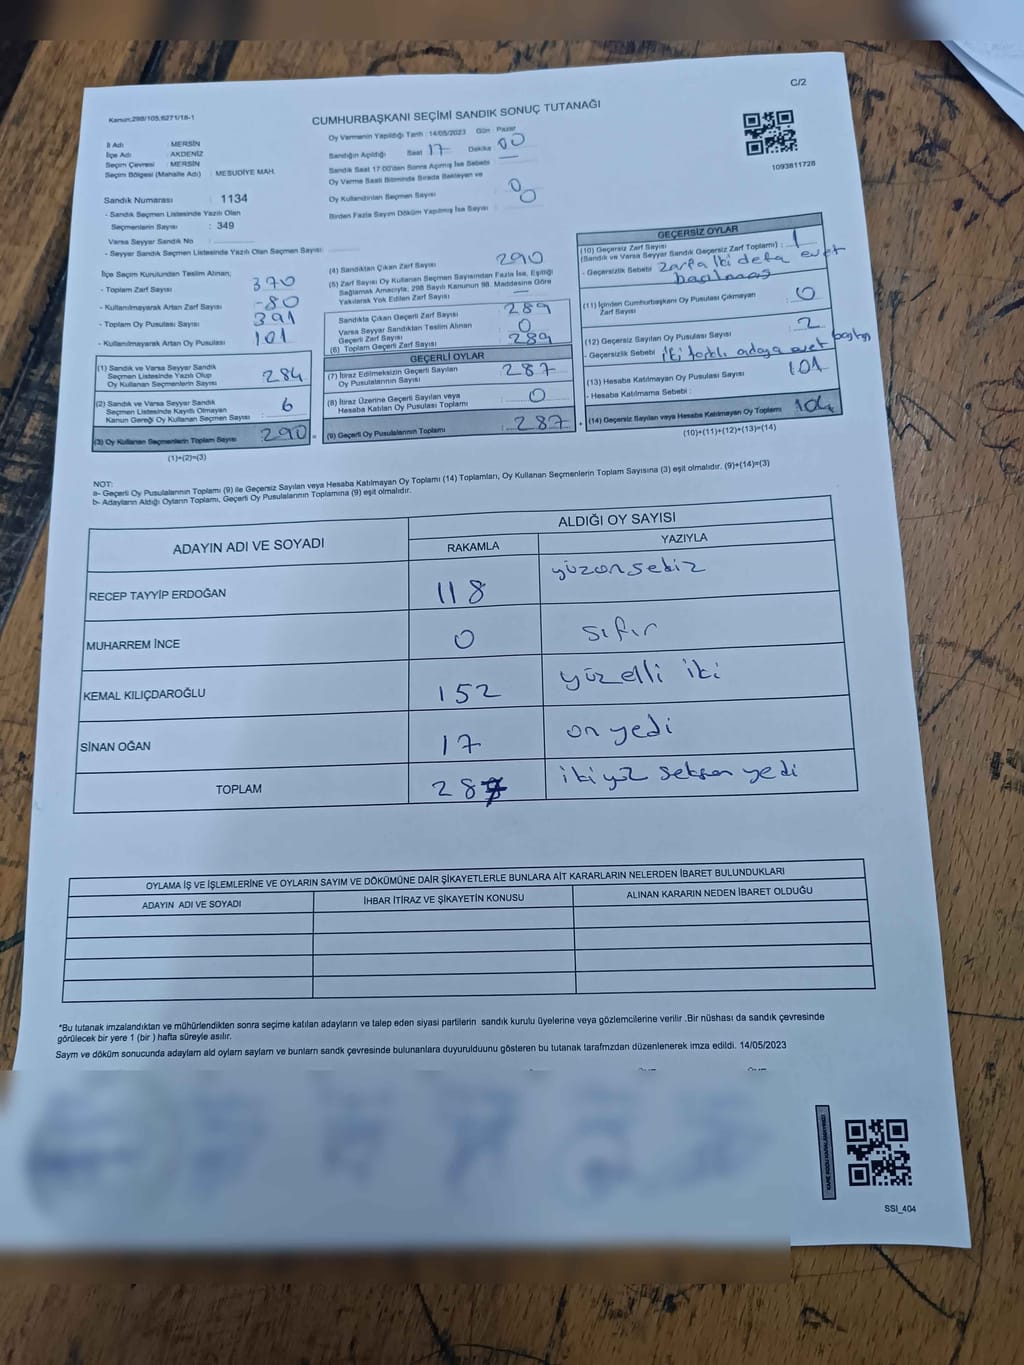 C/2
Kanun:298/105;6271/18-1
CUMHURBAŞKANI SEÇİMİ SANDIK SONUÇ TUTANAĞI
İl Adı : MERSİN
İlçe Adı : AKDENİZ
Seçim Çevresi : MERSİN
Seçim Bölgesi (Mahalle Adı) : MESUDİYE MAH.
Sandık Numarası : 1134
- Sandık Seçmen Listesinde Yazılı Olan
Seçmenlerin Sayısı : 349
Varsa Seyyar Sandık No :
- Seyyar Sandık Seçmen Listesinde Yazılı Olan Seçmen Sayısı:
Oy Vermenin Yapıldığı Tarih : 14/05/2023 Gün : Pazar
Sandığın Açıldığı Saat 17 Dakika 00
Sandık Saat 17:00'den Sonra Açılmış İse Sebebi
Oy Verme Saati Bitiminde Sırada Bekleyen ve
Oy Kullandırılan Seçmen Sayısı 0
Birden Fazla Sayım Döküm Yapılmış İse Sayısı 0
1093811728
İlçe Seçim Kurulundan Teslim Alınan;
- Toplam Zarf Sayısı : 370
- Kullanılmayarak Artan Zarf Sayısı : -80
- Toplam Oy Pusulası Sayısı : 391
- Kullanılmayarak Artan Oy Pusulası : 101
(1) Sandık ve Varsa Seyyar Sandık
Seçmen Listesinde Yazılı Olup
Oy Kullanan Seçmenlerin Sayısı : 284
(2) Sandık ve Varsa Seyyar Sandık
Seçmen Listesinde Kayıtlı Olmayan
Kanun Gereği Oy Kullanan Seçmen Sayısı : 6
(3) Oy Kullanan Seçmenlerin Toplam Sayısı : 290
(1)+(2)=(3)
(4) Sandıktan Çıkan Zarf Sayısı : 290
(5) Zarf Sayısı Oy Kullanan Seçmen Sayısından Fazla İse, Eşitliği
Sağlamak Amacıyla; 298 Sayılı Kanunun 98. Maddesine Göre
Yakılarak Yok Edilen Zarf Sayısı : —
Sandıkta Çıkan Geçerli Zarf Sayısı : 289
Varsa Seyyar Sandıktan Teslim Alınan
Geçerli Zarf Sayısı : 0
(6) Toplam Geçerli Zarf Sayısı : 289
GEÇERLİ OYLAR
(7) İtiraz Edilmeksizin Geçerli Sayılan
Oy Pusulalarının Sayısı : 287
(8) İtiraz Üzerine Geçerli Sayılan veya
Hesaba Katılan Oy Pusulası Toplamı : 0
(9) Geçerli Oy Pusulalarının Toplamı : 287
GEÇERSİZ OYLAR
(10) Geçersiz Zarf Sayısı
(Sandık ve Varsa Seyyar Sandık Geçersiz Zarf Toplamı) : 1
- Geçersizlik Sebebi zarfa iki defa evet
basılması
(11) İçinden Cumhurbaşkanı Oy Pusulası Çıkmayan
Zarf Sayısı : 0
(12) Geçersiz Sayılan Oy Pusulası Sayısı : 2
- Geçersizlik Sebebi : iki farklı adaya evet
(13) Hesaba Katılmayan Oy Pusulası Sayısı : 101
- Hesaba Katılmama Sebebi :
(14) Geçersiz Sayılan veya Hesaba Katılmayan Oy Toplamı : 104
(10)+(11)+(12)+(13)=(14)
NOT:
a- Geçerli Oy Pusulalarının Toplamı (9) ile Geçersiz Sayılan veya Hesaba Katılmayan Oy Toplamı (14) Toplamları, Oy Kullanan Seçmenlerin Toplam Sayısına (3) eşit olmalıdır. (9)+(14)=(3)
b- Adayların Aldığı Oyların Toplamı, Geçerli Oy Pusulalarının Toplamına (9) eşit olmalıdır.
ADAYIN ADI VE SOYADI
ALDIĞI OY SAYISI
RAKAMLA YAZIYLA
RECEP TAYYİP ERDOĞAN 118 yüzonsekiz
MUHARREM İNCE 0 sıfır
KEMAL KILIÇDAROĞLU 152 yüzelli iki
SİNAN OĞAN 17 on yedi
TOPLAM 287 ikiyüz seksen yedi
OYLAMA İŞ VE İŞLEMLERİNE VE OYLARIN SAYIM VE DÖKÜMÜNE DAİR ŞİKAYETLERLE BUNLARA AİT KARARLARIN NELERDEN İBARET BULUNDUKLARI
ADAYIN ADI VE SOYADI İHBAR İTİRAZ VE ŞİKAYETİN KONUSU ALINAN KARARIN NEDEN İBARET OLDUĞU
*Bu tutanak imzalandıktan ve mühürlendikten sonra seçime katılan adayların ve talep eden siyasi partilerin sandık kurulu üyelerine veya gözlemcilerine verilir .Bir nüshası da sandık çevresinde
görülecek bir yere 1 (bir ) hafta süreyle asılır.
Saym ve döküm sonucunda adaylarn ald oylarn saylarn ve bunlarn sandk çevresinde bulunanlara duyurulduunu gösteren bu tutanak tarafmzdan düzenlenerek imza edildi. 14/05/2023
SSI_404